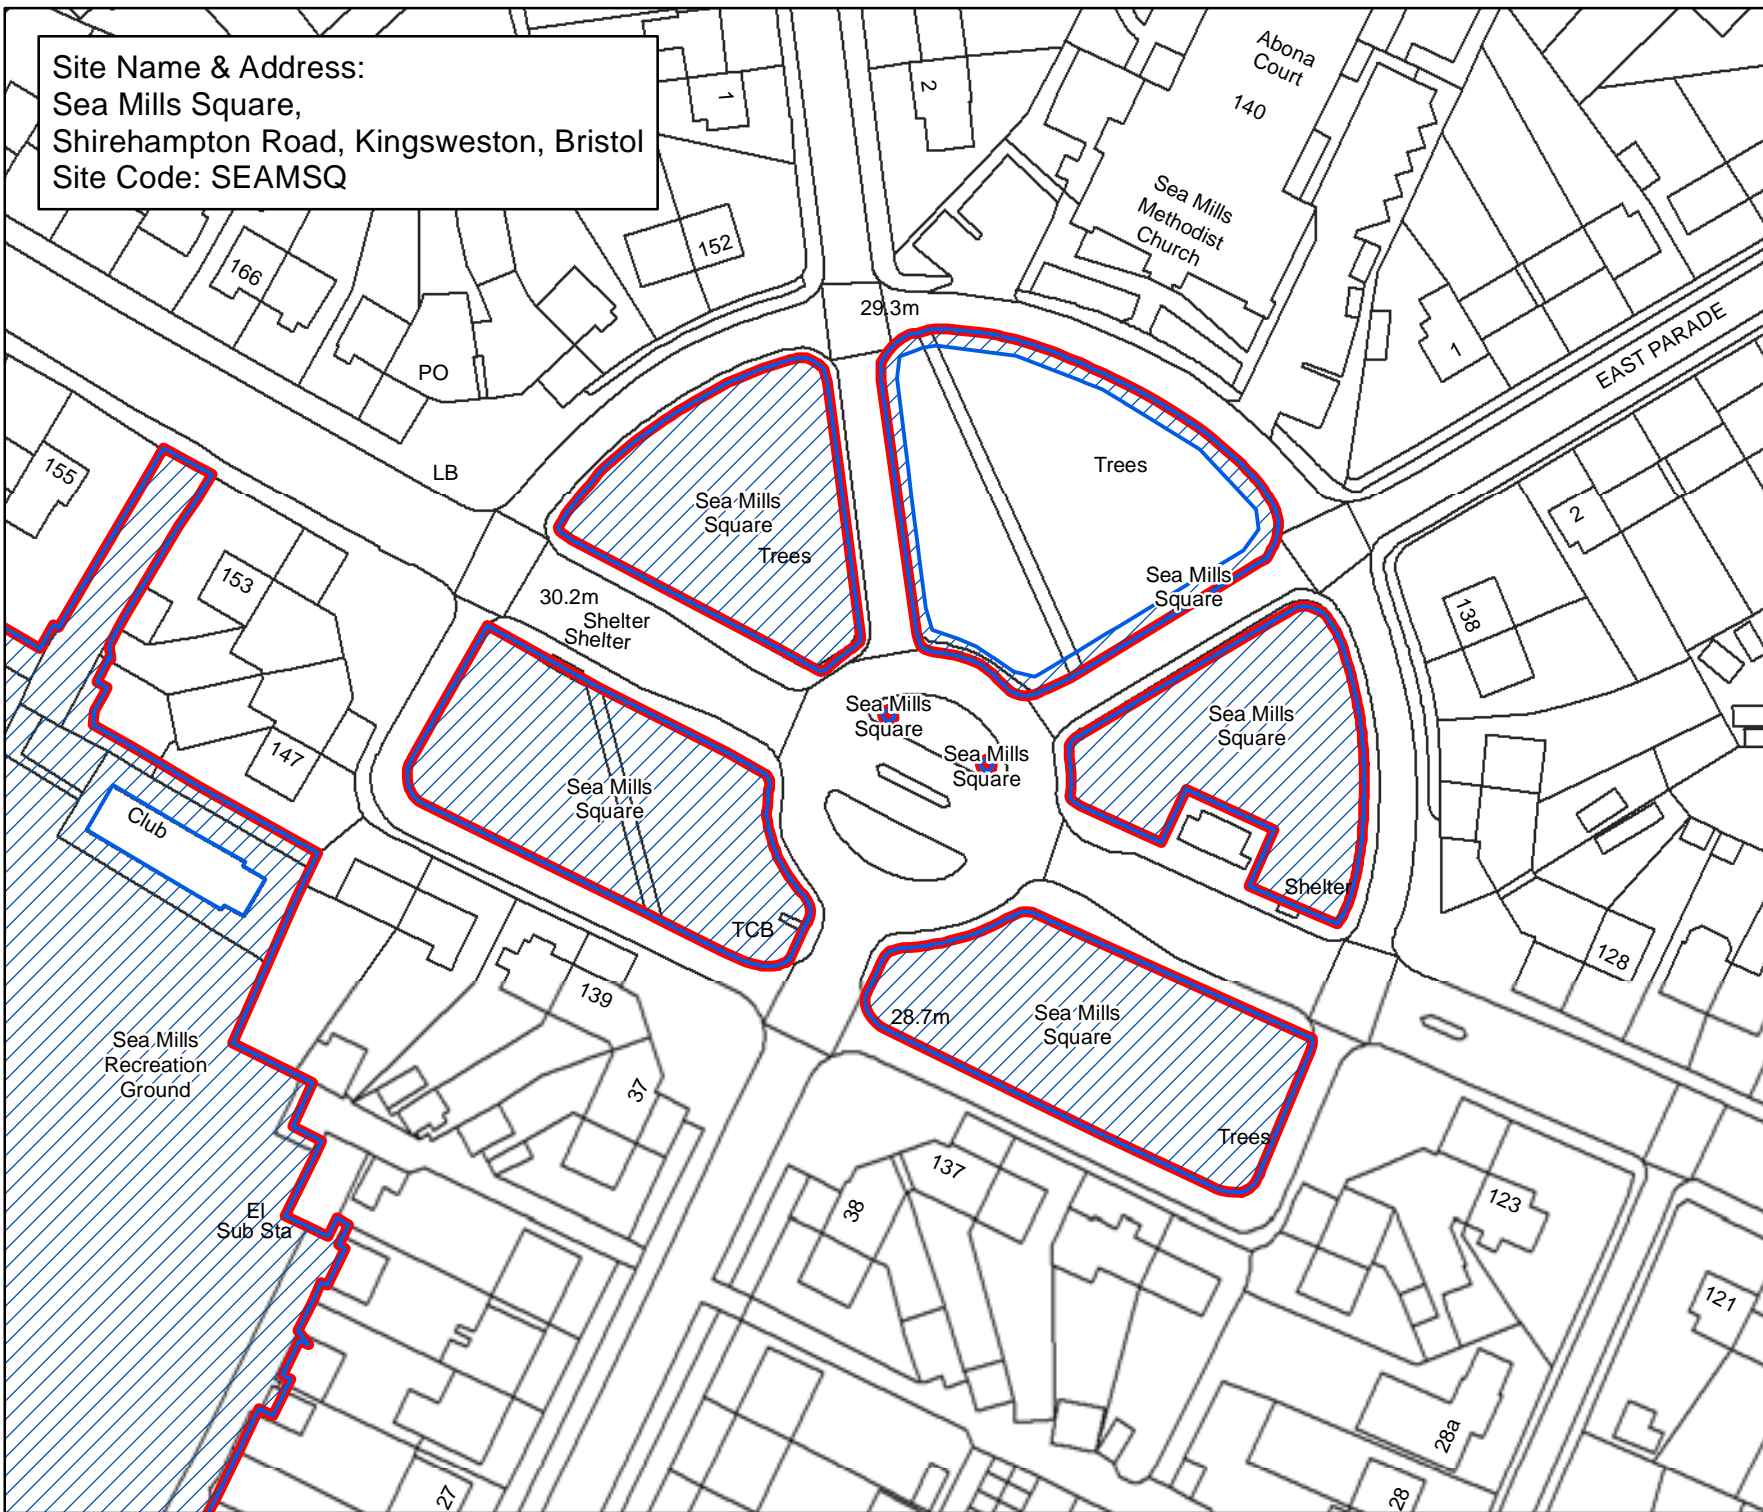 Site Name & Address:
Sea Mills Square,
Shirehampton Road, Kingsweston, Bristol
Site Code: SEAMSQ
1
2
Abona
Court
140
Sea Mills
Methodist
Church
152
166
29.3m
1
EAST PARADE
PO
LB
155
Sea Mills
Square
Trees
Trees
2
153
30.2m
Shelter
Shelter
Sea Mills
Square
138
Sea Mills
Square
Sea Mills
Square
Sea Mills
Square
147
Sea Mills
Square
Club
Shelter
TCB
128
139
28.7m
Sea Mills
Square
Sea Mills
Recreation
Ground
37
Trees
137
38
123
El
Sub Sta
121
28a
27
28